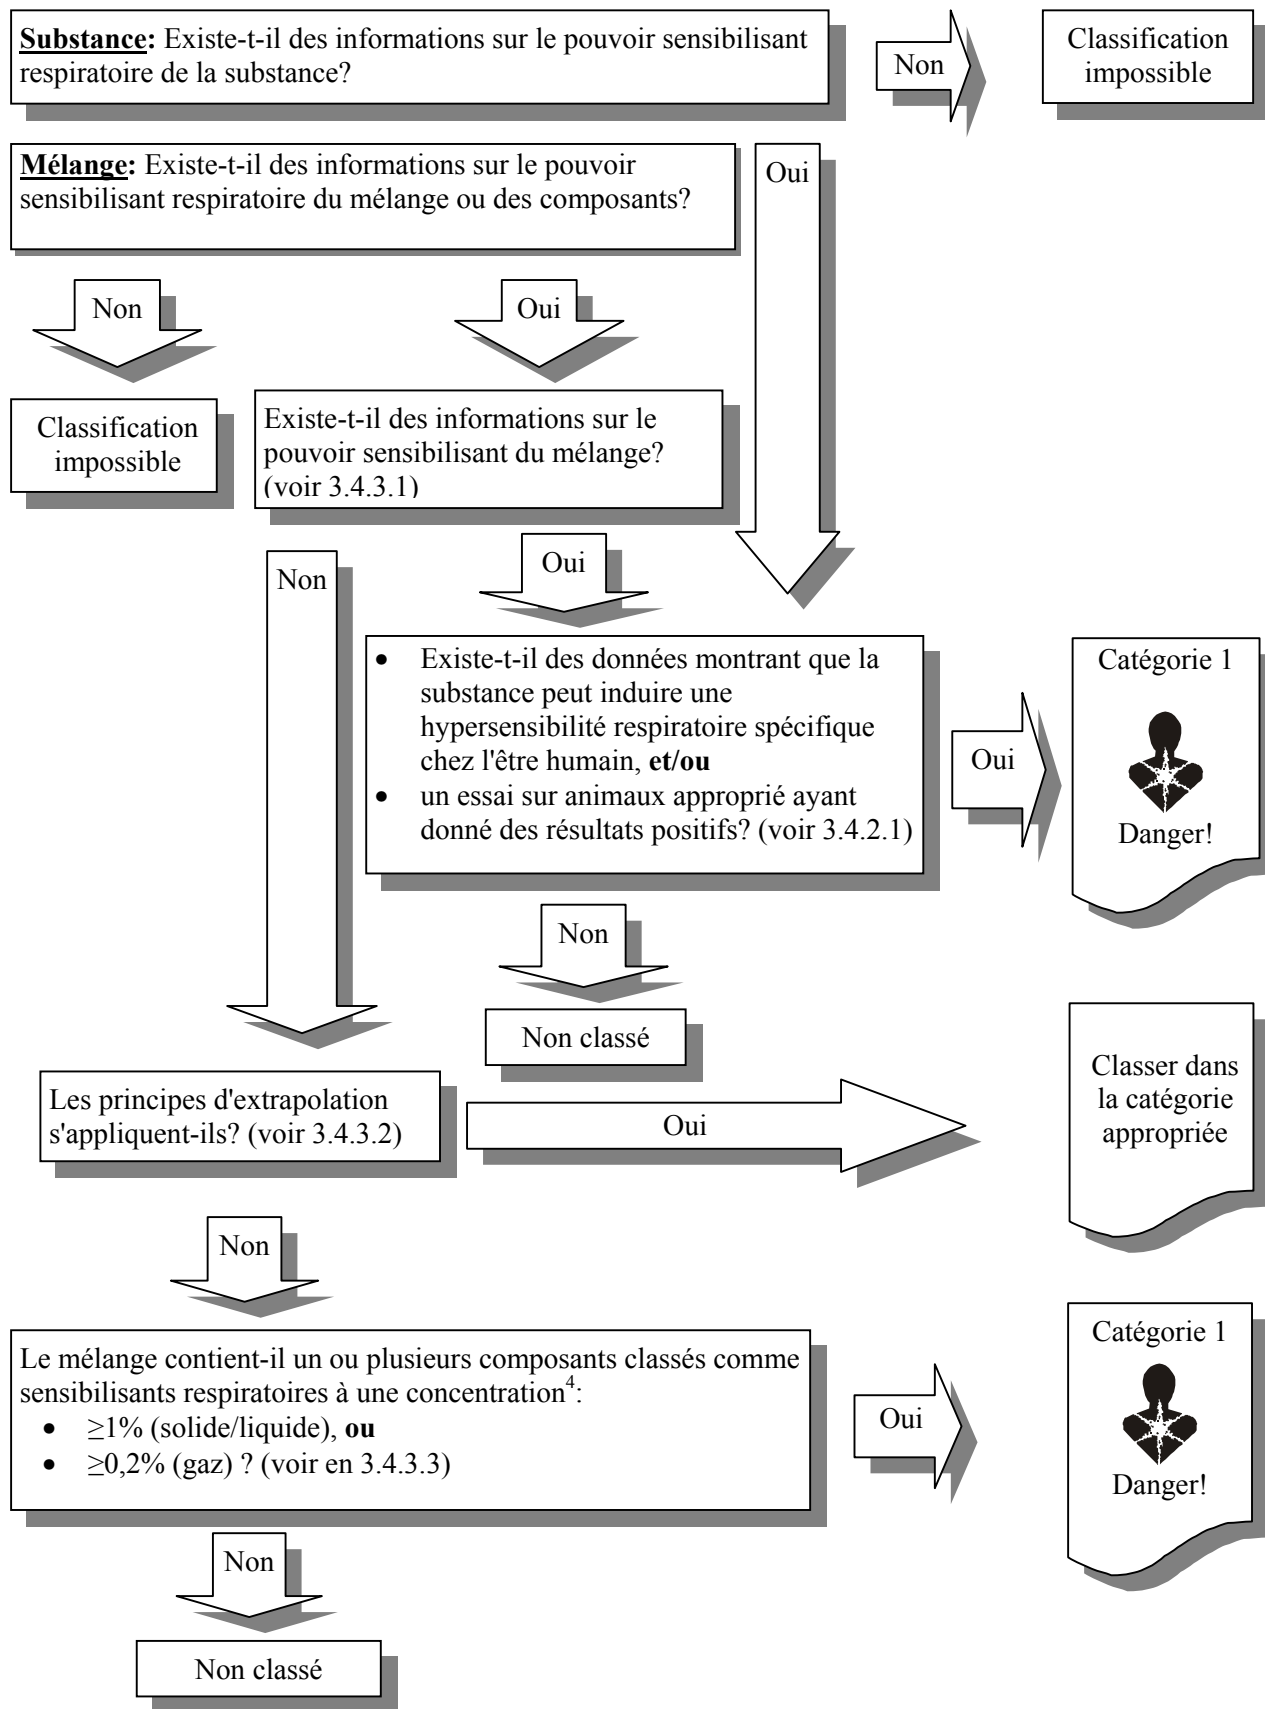 Substance: Existe-t-il des informations sur le pouvoir sensibilisant
respiratoire de la substance?
Non
Classification
impossible
Mélange: Existe-t-il des informations sur le pouvoir
sensibilisant respiratoire du mélange ou des composants?
Oui
Non
Oui
Classification
impossible
Existe-t-il des informations sur le
pouvoir sensibilisant du mélange?
(voir 3.4.3.1)
Non
Oui
• Existe-t-il des données montrant que la
substance peut induire une
hypersensibilité respiratoire spécifique
chez l'être humain, et/ou
• un essai sur animaux approprié ayant
donné des résultats positifs? (voir 3.4.2.1)
Oui
Catégorie 1
Danger!
Non
Non classé
Les principes d'extrapolation
s'appliquent-ils? (voir 3.4.3.2)
Oui
Classer dans
la catégorie
appropriée
Non
Le mélange contient-il un ou plusieurs composants classés comme
sensibilisants respiratoires à une concentration⁴:
• ≥1% (solide/liquide), ou
• ≥0,2% (gaz) ? (voir en 3.4.3.3)
Oui
Catégorie 1
Danger!
Non
Non classé